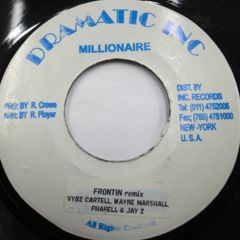 DRAMATIC INC
MILLIONAIRE
PRO: BY R. Crowe
ARR: BY R. Ployer
DIST. BY
INC. RECORDS
Tel: (011) 4752006
Fax: (765) 4751000
NEW-YORK
U.S.A.
FRONTIN remix
VYBZ CARTELL, WAYNE MARSHALL,
PHARELL & JAY Z
All Rights Reserved